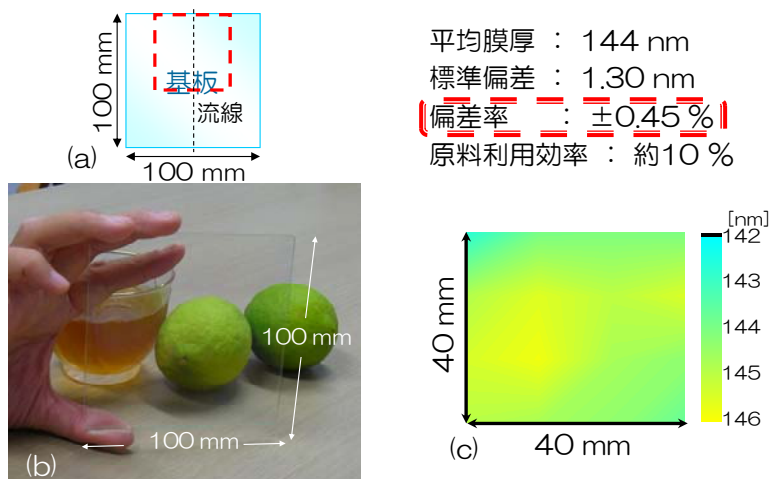 100 mm
基板
流線
(a)
100 mm
平均膜厚 : 144 nm
標準偏差 : 1.30 nm
偏差率 : ±0.45 %
原料利用効率 : 約10 %
100 mm
100 mm
(b)
[nm]
142
143
144
145
146
40 mm
40 mm
(c)